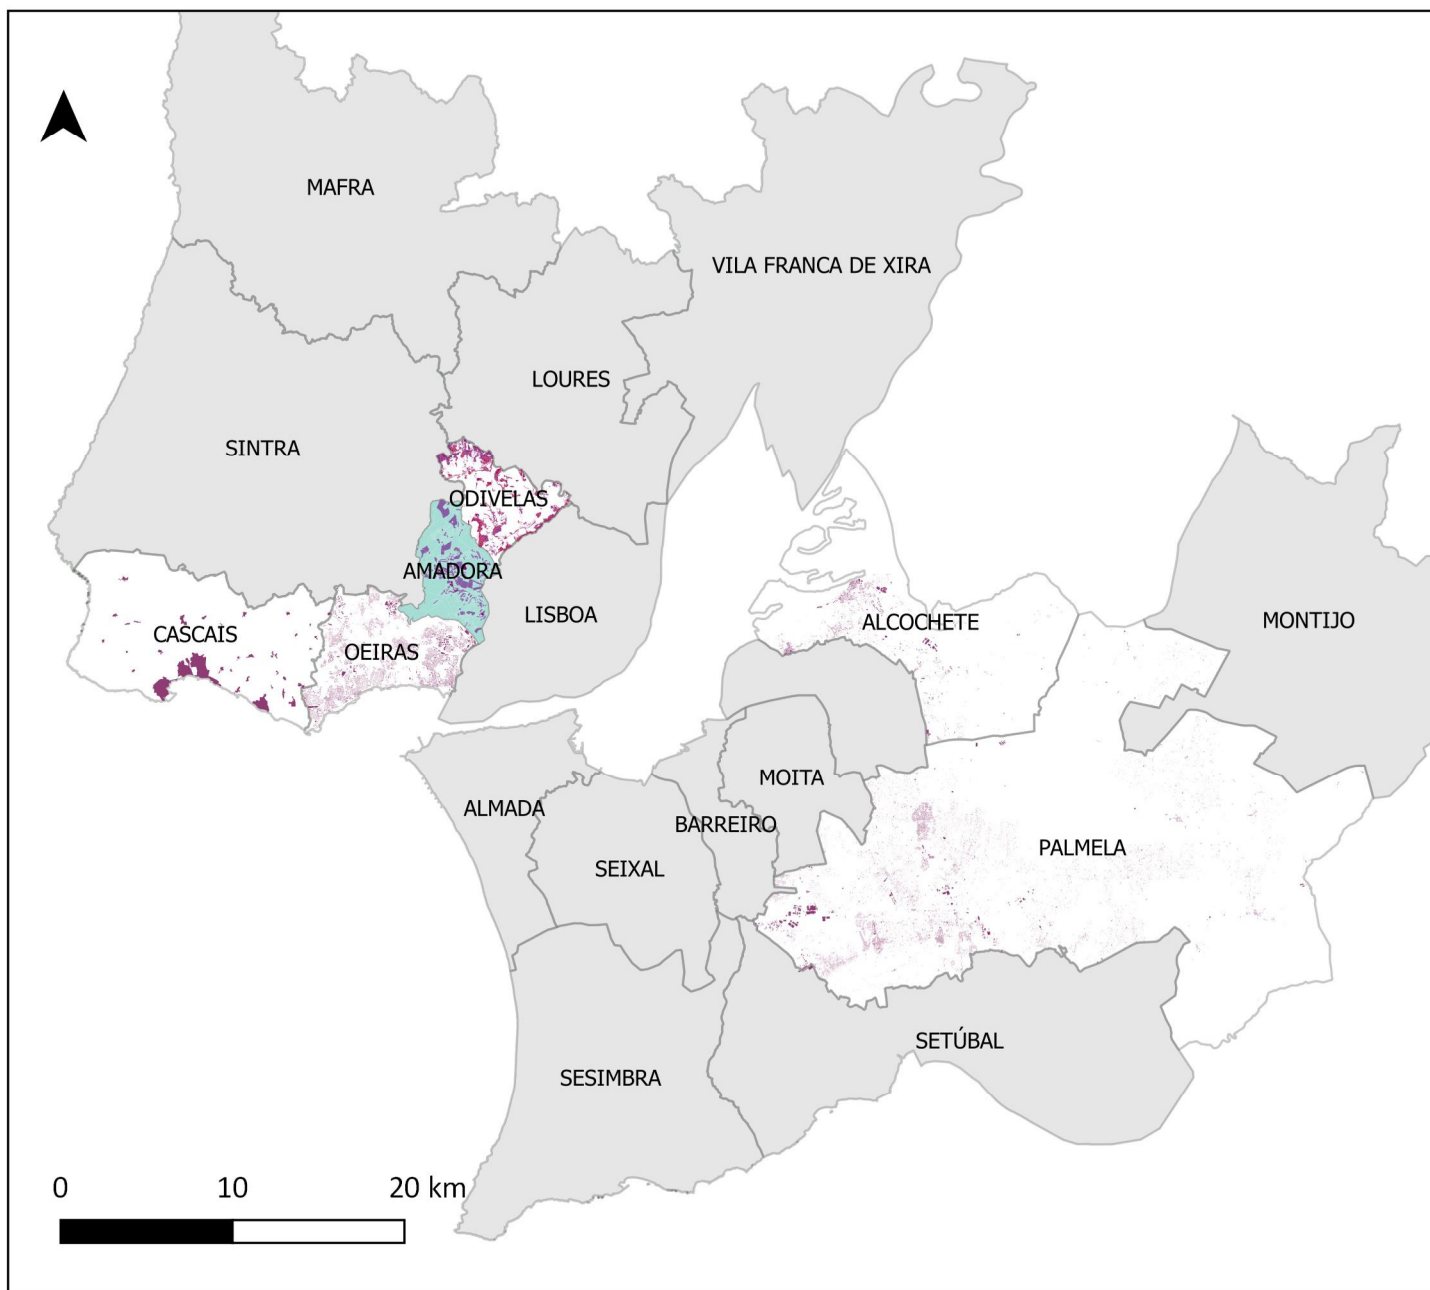 MAFRA
VILA FRANCA DE XIRA
LOURES
SINTRA
ODIVELAS
AMADORA
LISBOA
ALCOCHETE
MONTIJO
CASCAIS
OEIRAS
MOITA
ALMADA
BARREIRO
PALMELA
SEIXAL
SETÚBAL
SESIMBRA
0 10 20 km